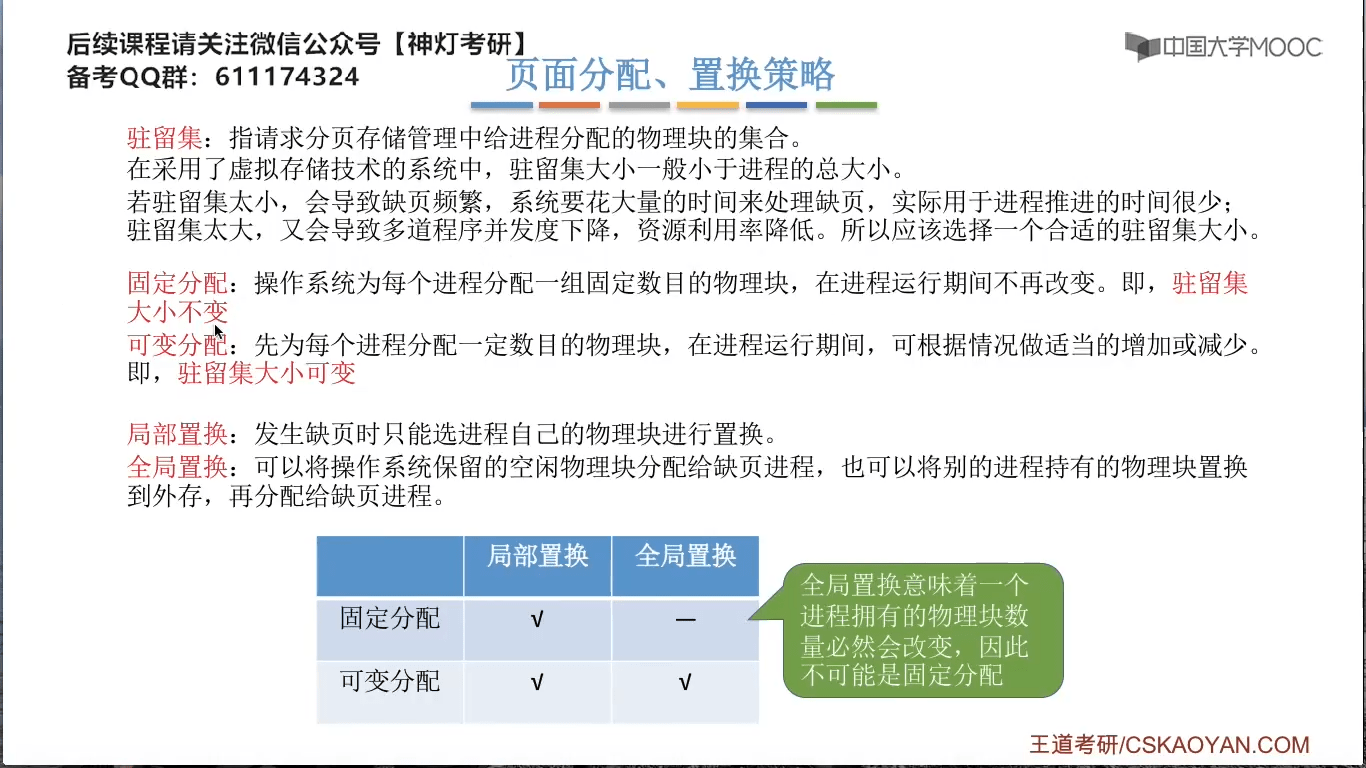 后续课程请关注微信公众号【神灯考研】
备考QQ群：611174324
中国大学MOOC
页面分配、置换策略
驻留集：指请求分页存储管理中给进程分配的物理块的集合。
在采用了虚拟存储技术的系统中，驻留集大小一般小于进程的总大小。
若驻留集太小，会导致缺页频繁，系统要花大量的时间来处理缺页，实际用于进程推进的时间很少；
驻留集太大，又会导致多道程序并发度下降，资源利用率降低。所以应该选择一个合适的驻留集大小。
固定分配：操作系统为每个进程分配一组固定数目的物理块，在进程运行期间不再改变。即，驻留集
大小不变
可变分配：先为每个进程分配一定数目的物理块，在进程运行期间，可根据情况做适当的增加或减少。
即，驻留集大小可变
局部置换：发生缺页时只能选进程自己的物理块进行置换。
全局置换：可以将操作系统保留的空闲物理块分配给缺页进程，也可以将别的进程持有的物理块置换
到外存，再分配给缺页进程。
局部置换 全局置换
固定分配 √ —
可变分配 √ √
全局置换意味着一个
进程拥有的物理块数
量必然会改变，因此
不可能是固定分配
王道考研/CSKAOYAN.COM